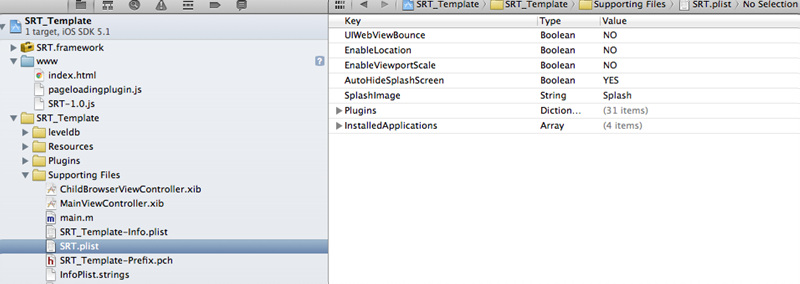 SRT_Template
1 target, iOS SDK 5.1
SRT.framework
www
?
index.html
pageloadingplugin.js
SRT-1.0.js
SRT_Template
leveldb
Resources
Plugins
Supporting Files
ChildBrowserViewController.xib
MainViewController.xib
main.m
SRT_Template-Info.plist
SRT.plist
SRT_Template-Prefix.pch
InfoPlist.strings
SRT_Template SRT_Template Supporting Files SRT.plist No Selection
Key Type Value
UIWebViewBounce Boolean NO
EnableLocation Boolean NO
EnableViewportScale Boolean NO
AutoHideSplashScreen Boolean YES
SplashImage String Splash
Plugins Diction... (31 items)
InstalledApplications Array (4 items)